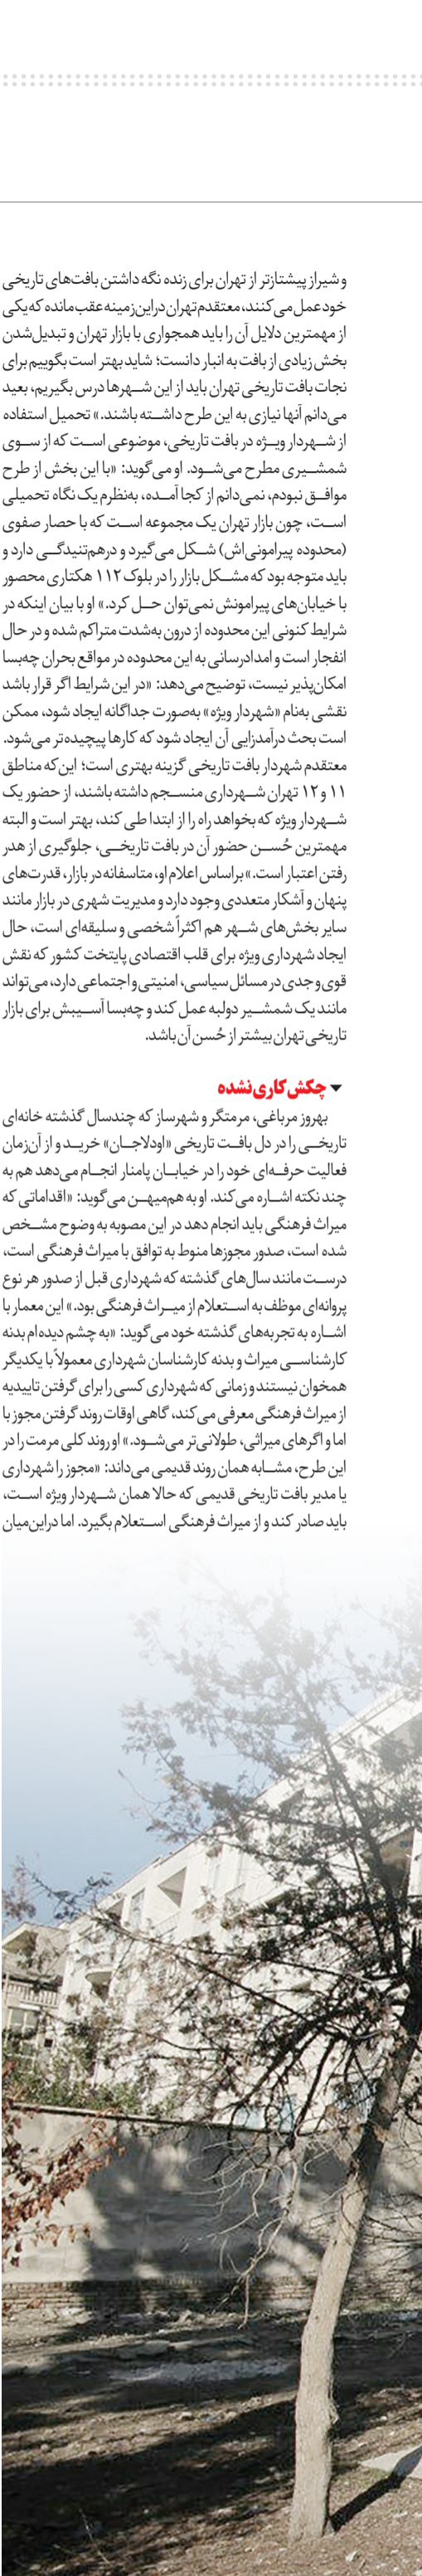 و شیراز پیشتازتر از تهران برای زنده نگه داشتن بافت‌های تاریخی
خود عمل می‌کنند، معتقدم تهران در این زمینه عقب‌مانده که یکی
از مهمترین دلایل آن را باید همجواری با بازار تهران و تبدیل‌شدن
بخش زیادی از بافت به انبار دانست؛ شاید بهتر است بگوییم برای
نجات بافت تاریخی تهران باید از این شهرها درس بگیریم، بعید
می‌دانم آنها نیازی به این طرح داشته باشند.» تحمیل استفاده
از شهردار ویژه در بافت تاریخی، موضوعی است که از سوی
شمشیری مطرح می‌شود. او می‌گوید: «با این بخش از طرح
موافق نبودم، نمی‌دانم از کجا آمده، به‌نظرم یک نگاه تحمیلی
است، چون بازار تهران یک مجموعه است که با حصار صفوی
(محدوده پیرامونی‌اش) شکل می‌گیرد و درهم‌تنیدگی دارد و
باید متوجه بود که مشکل بازار را در بلوک ۱۱۲ هکتاری محصور
با خیابان‌های پیرامونش نمی‌توان حل کرد.» او با بیان اینکه در
شرایط کنونی این محدوده از درون به‌شدت متراکم شده و در حال
انفجار است و امدادرسانی به این محدوده در مواقع بحران چه‌بسا
امکان‌پذیر نیست، توضیح می‌دهد: «در این شرایط اگر قرار باشد
نقشی به‌نام «شهردار ویژه» به‌صورت جداگانه ایجاد شود، ممکن
است بحث درآمدزایی آن ایجاد شود که کارها پیچیده‌تر می‌شود.
معتقدم شهردار بافت تاریخی گزینه بهتری است؛ این‌که مناطق
۱۱ و ۱۲ تهران شهرداری منسجم داشته باشند، از حضور یک
شهردار ویژه که بخواهد راه را از ابتدا طی کند، بهتر است و البته
مهمترین حُسن حضور آن در بافت تاریخی، جلوگیری از هدر
رفتن اعتبار است.» براساس اعلام او، متاسفانه در بازار، قدرت‌های
پنهان و آشکار متعددی وجود دارد و مدیریت شهری در بازار مانند
سایر بخش‌های شهر هم اکثراً شخصی و سلیقه‌ای است، حال
ایجاد شهرداری ویژه برای قلب اقتصادی پایتخت کشور که نقش
قوی و جدی در مسائل سیاسی، امنیتی و اجتماعی دارد، می‌تواند
مانند یک شمشیر دولبه عمل کند و چه‌بسا آسیبش برای بازار
تاریخی تهران بیشتر از حُسن آن باشد.
چکش‌کاری نشده
بهروز مرباغی، مرمتگر و شهرساز که چندسال گذشته خانه‌ای
تاریخی را در دل بافت تاریخی «اودلاجان» خرید و از آن‌زمان
فعالیت حرفه‌ای خود را در خیابان پامنار انجام می‌دهد هم به
چند نکته اشاره می‌کند. او به هم‌میهن می‌گوید: «اقداماتی که
میراث فرهنگی باید انجام دهد در این مصوبه به وضوح مشخص
شده است، صدور مجوزها منوط به توافق با میراث فرهنگی است،
درست مانند سال‌های گذشته که شهرداری قبل از صدور هر نوع
پروانه‌ای موظف به استعلام از میراث فرهنگی بود.» این معمار با
اشاره به تجربه‌های گذشته خود می‌گوید: «به چشم دیده‌ام بدنه
کارشناسی میراث و بدنه کارشناسان شهرداری معمولاً با یکدیگر
همخوان نیستند و زمانی که شهرداری کسی را برای گرفتن تاییدیه
از میراث فرهنگی معرفی می‌کند، گاهی اوقات روند گرفتن مجوز با
اما و اگرهای میراثی، طولانی‌تر می‌شود.» او روند کلی مرمت را در
این طرح، مشابه همان روند قدیمی می‌داند: «مجوز را شهرداری
یا مدیر بافت تاریخی قدیمی که حالا همان شهردار ویژه است،
باید صادر کند و از میراث فرهنگی استعلام بگیرد. اما در این‌میان